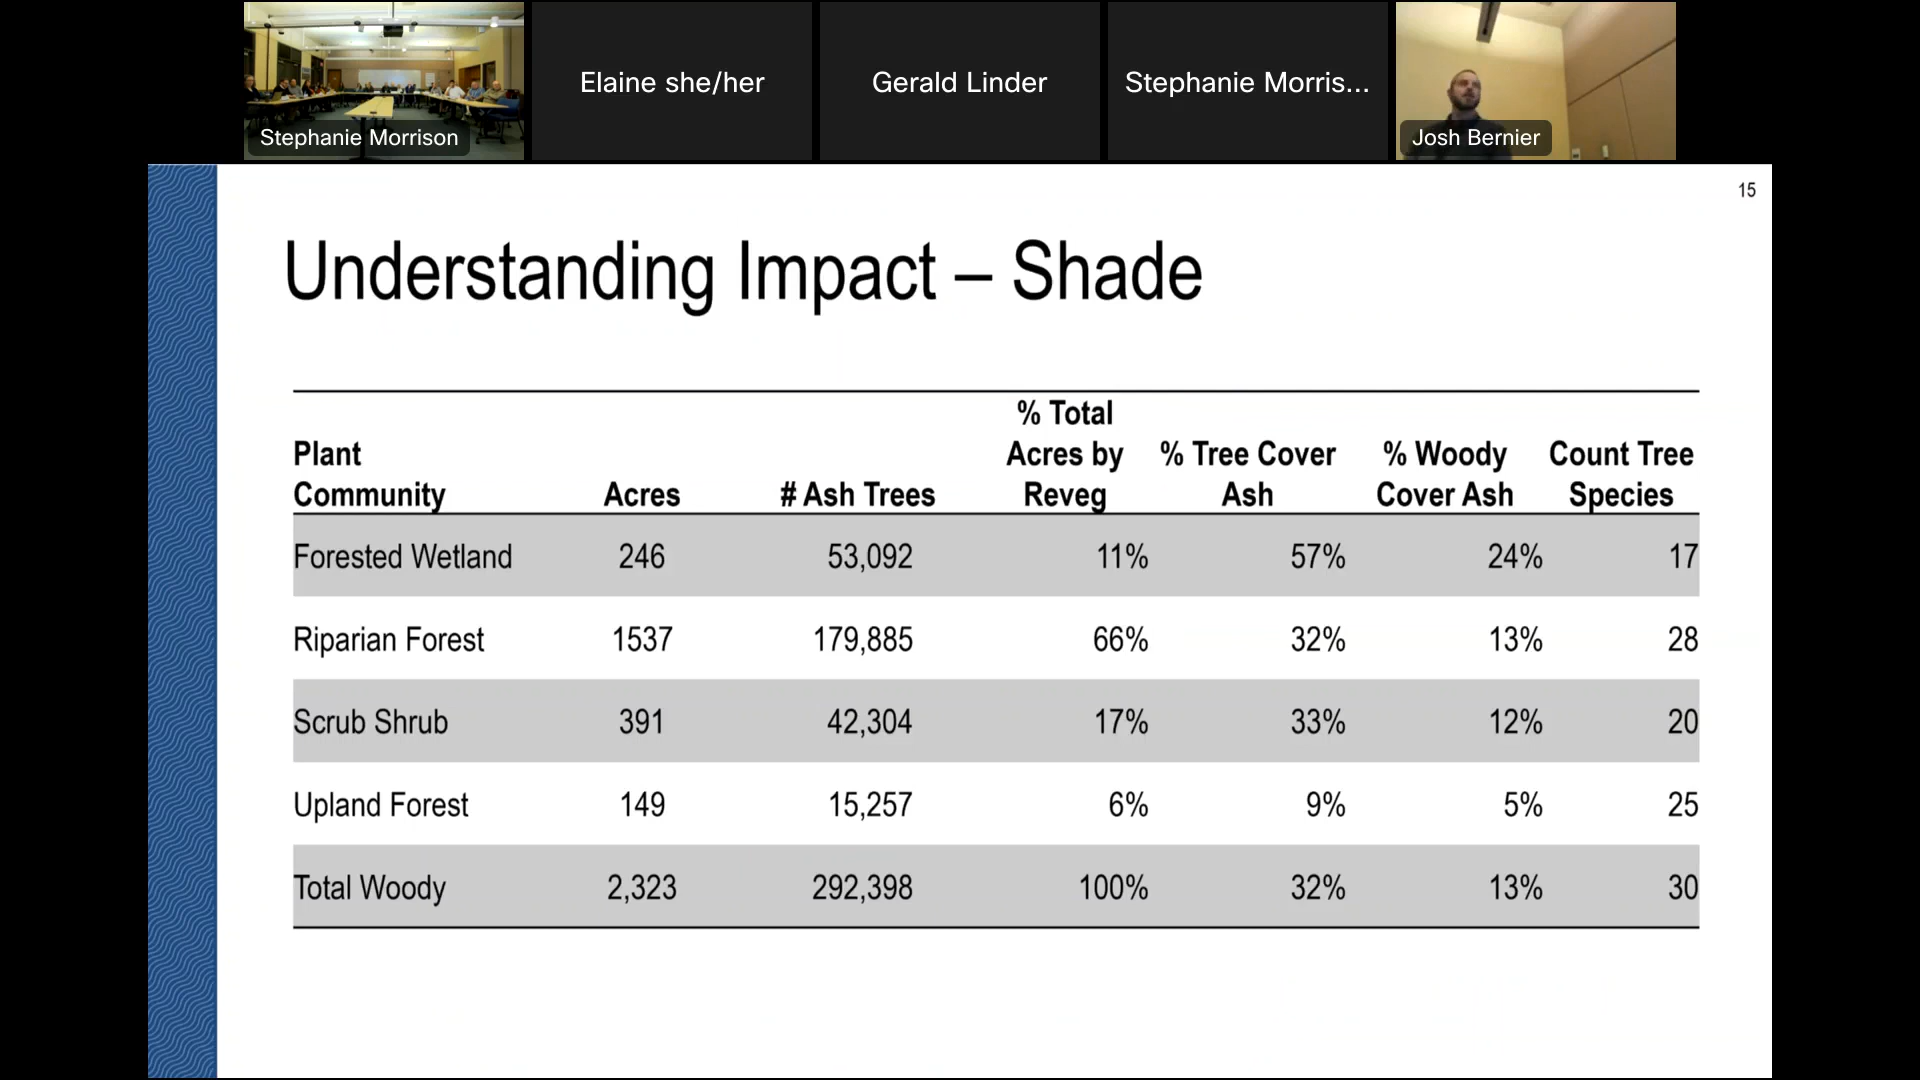 Stephanie Morrison
Elaine she/her
Gerald Linder
Stephanie Morris...
Josh Bernier
15
Understanding Impact – Shade
Plant Community Acres # Ash Trees % Total Acres by Reveg % Tree Cover Ash % Woody Cover Ash Count Tree Species
Forested Wetland 246 53,092 11% 57% 24% 17
Riparian Forest 1537 179,885 66% 32% 13% 28
Scrub Shrub 391 42,304 17% 33% 12% 20
Upland Forest 149 15,257 6% 9% 5% 25
Total Woody 2,323 292,398 100% 32% 13% 30